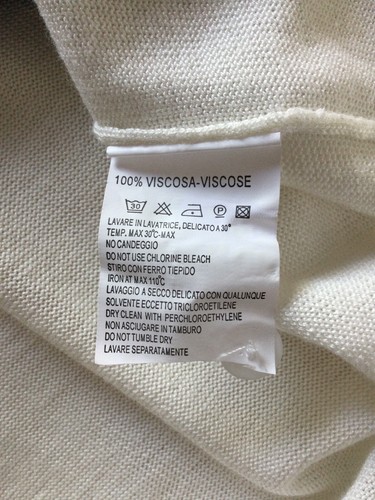 100% VISCOSA-VISCOSE
30 P
LAVARE IN LAVATRICE, DELICATO A 30°
TEMP. MAX 30°C-MAX
NO CANDEGGIO
DO NOT USE CHLORINE BLEACH
STIRO CON FERRO TIEPIDO
IRON AT MAX 110°C
LAVAGGIO A SECCO DELICATO CON QUALUNQUE
SOLVENTE ECCETTO TRICLOROETILENE
DRY CLEAN WITH PERCHLOROETHYLENE
NON ASCIUGARE IN TAMBURO
DO NOT TUMBLE DRY
LAVARE SEPARATAMENTE